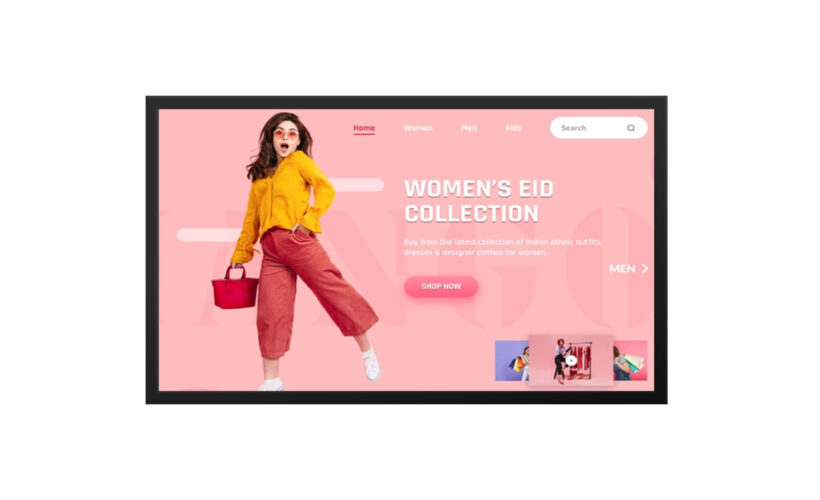 Home Women Men Kids Search
WOMEN'S EID
COLLECTION
Buy from the latest collection of Indian ethnic outfits,
dresses & designer clothes for women.
MEN
SHOP NOW